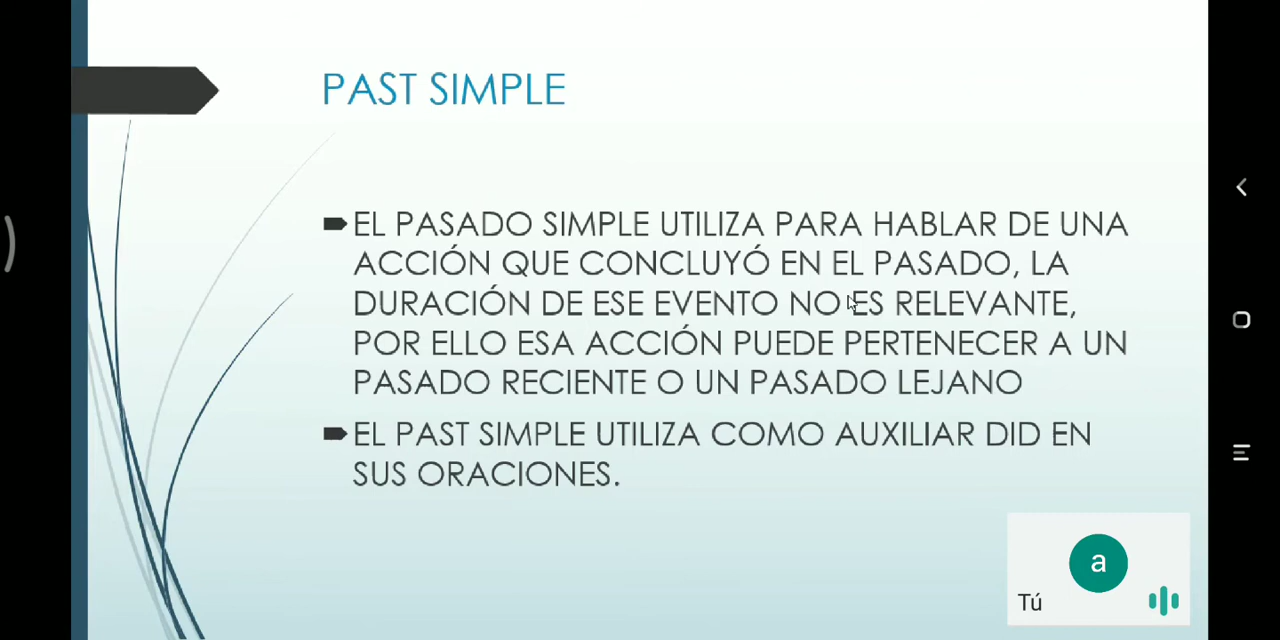 PAST SIMPLE
EL PASADO SIMPLE UTILIZA PARA HABLAR DE UNA
ACCIÓN QUE CONCLUYÓ EN EL PASADO, LA
DURACIÓN DE ESE EVENTO NO ES RELEVANTE,
POR ELLO ESA ACCIÓN PUEDE PERTENECER A UN
PASADO RECIENTE O UN PASADO LEJANO
EL PAST SIMPLE UTILIZA COMO AUXILIAR DID EN
SUS ORACIONES.
a
Tú